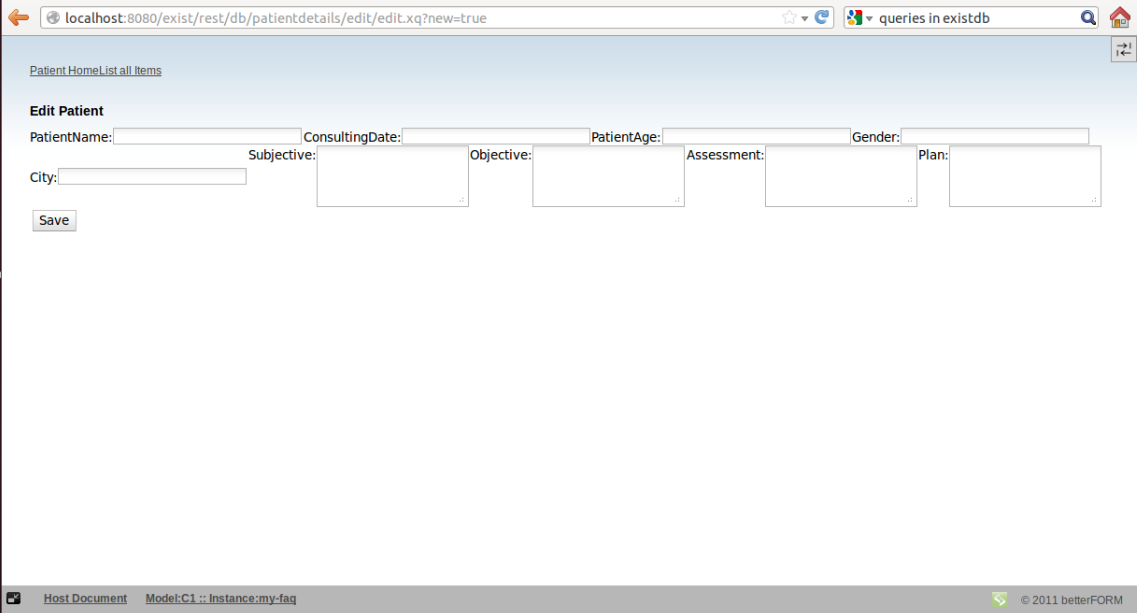 localhost:8080/exist/rest/db/patientdetails/edit/edit.xq?new=true
queries in existdb
Patient HomeList all Items
Edit Patient
PatientName: ConsultingDate: PatientAge: Gender:
Subjective: Objective: Assessment: Plan:
City:
Save
Host Document Model:C1 :: Instance:my-faq © 2011 betterFORM